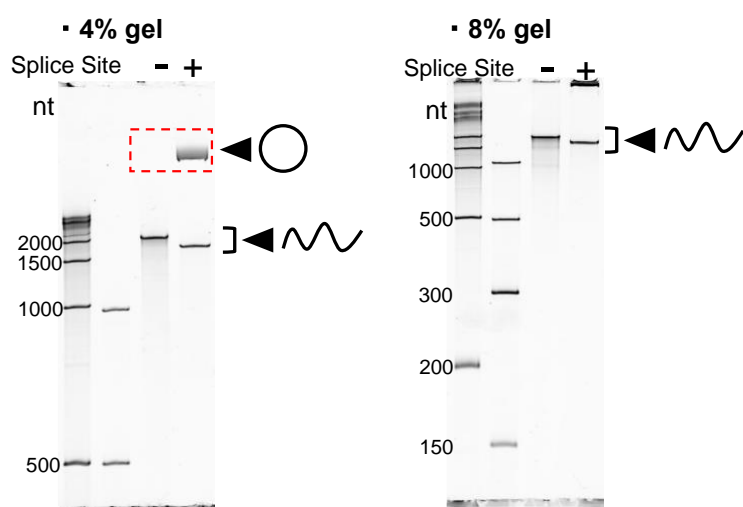 · 4% gel
Splice Site - +
nt
2000
1500
1000
500
· 8% gel
Splice Site - +
nt
1000
500
300
200
150